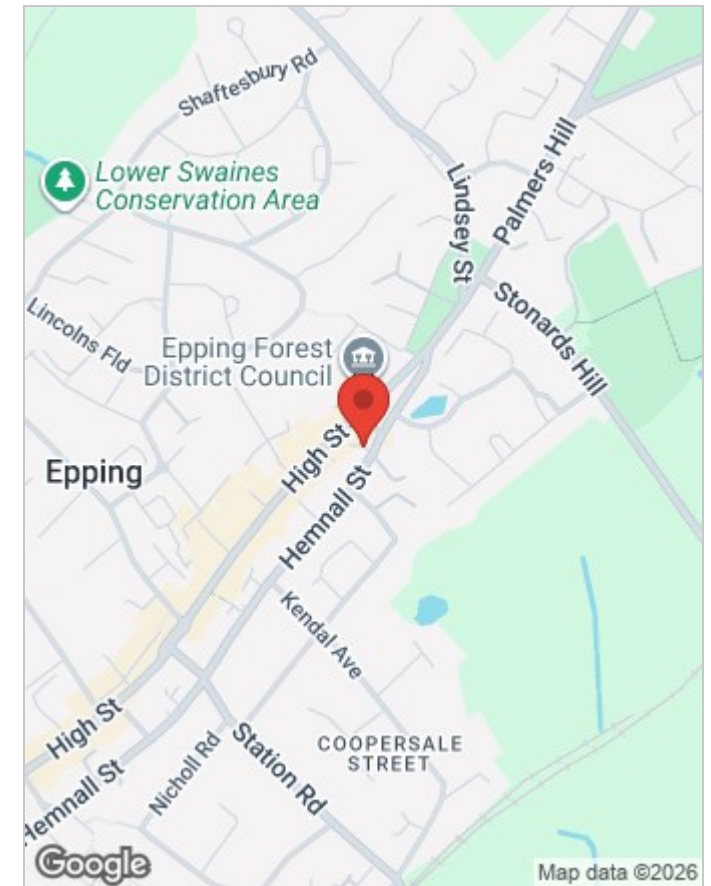 Shaftesbury Rd
Lower Swaines
Conservation Area
Lindsey St
Palmers Hill
Stonards Hill
Lincolns Fld
Epping Forest
District Council
High St
Epping
Hemnall St
Kendal Ave
High St
Hemnall St
Nicholl Rd
Station Rd
COOPERSALE
STREET
Google
Map data ©2026